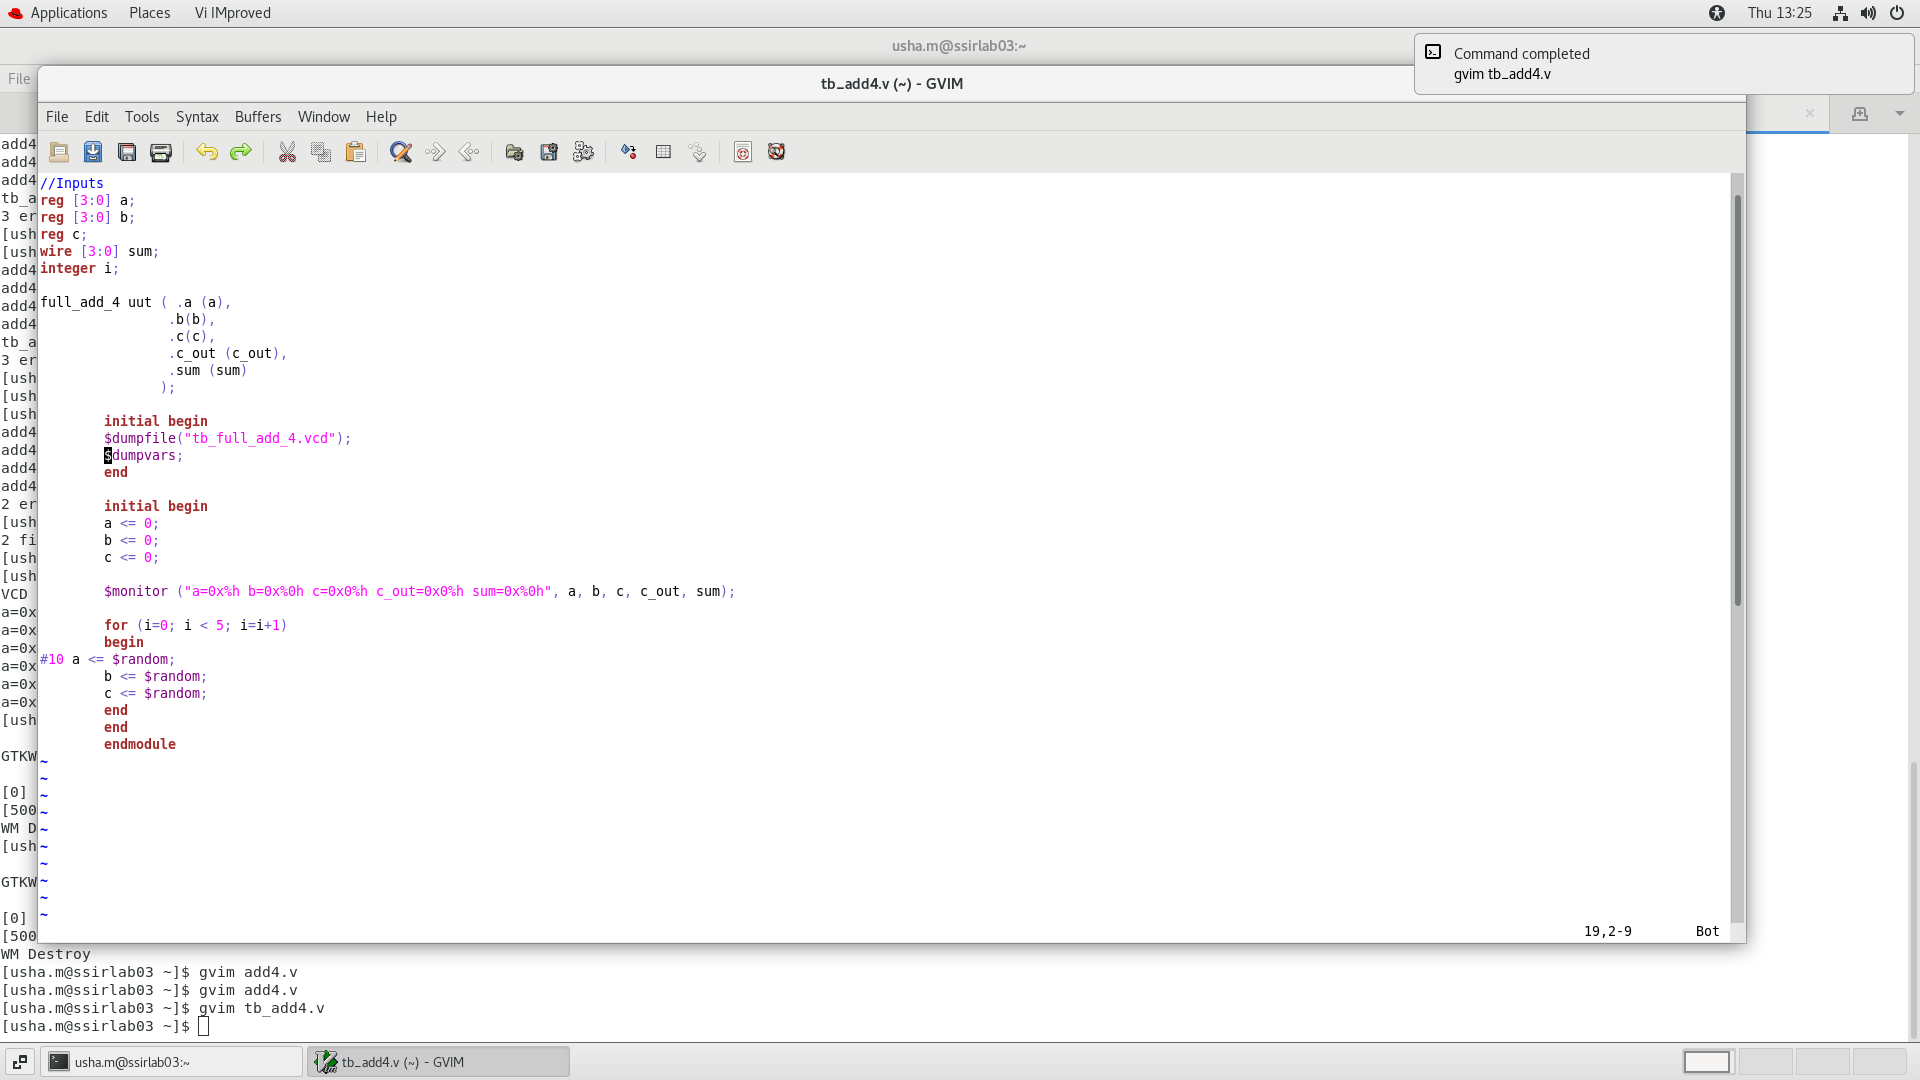 Applications Places Vi IMproved Thu 13:25
usha.m@ssirlab03:~
Command completed
gvim tb_add4.v
File
tb_add4.v (~) - GVIM
File Edit Tools Syntax Buffers Window Help
//Inputs
reg [3:0] a;
reg [3:0] b;
reg c;
wire [3:0] sum;
integer i;
full_add_4 uut ( .a (a),
.b(b),
.c(c),
.c_out (c_out),
.sum (sum)
);
initial begin
$dumpfile("tb_full_add_4.vcd");
$dumpvars;
end
initial begin
a <= 0;
b <= 0;
c <= 0;
$monitor ("a=0x%h b=0x%0h c=0x0%h c_out=0x0%h sum=0x%0h", a, b, c, c_out, sum);
for (i=0; i < 5; i=i+1)
begin
#10 a <= $random;
b <= $random;
c <= $random;
end
end
endmodule
~
~
~
~
~
~
~
~
~
~
19,2-9 Bot
add4
add4
add4
tb_a
3 er
[ush
[ush
add4
add4
add4
add4
tb_a
3 er
[ush
[ush
[ush
add4
add4
add4
add4
2 er
[ush
2 fi
[ush
[ush
VCD
a=0x
a=0x
a=0x
a=0x
a=0x
a=0x
[ush
GTKW
[0]
[500
WM D
[ush
GTKW
[0]
[500
WM Destroy
[usha.m@ssirlab03 ~]$ gvim add4.v
[usha.m@ssirlab03 ~]$ gvim add4.v
[usha.m@ssirlab03 ~]$ gvim tb_add4.v
[usha.m@ssirlab03 ~]$
usha.m@ssirlab03:~ tb_add4.v (~) - GVIM